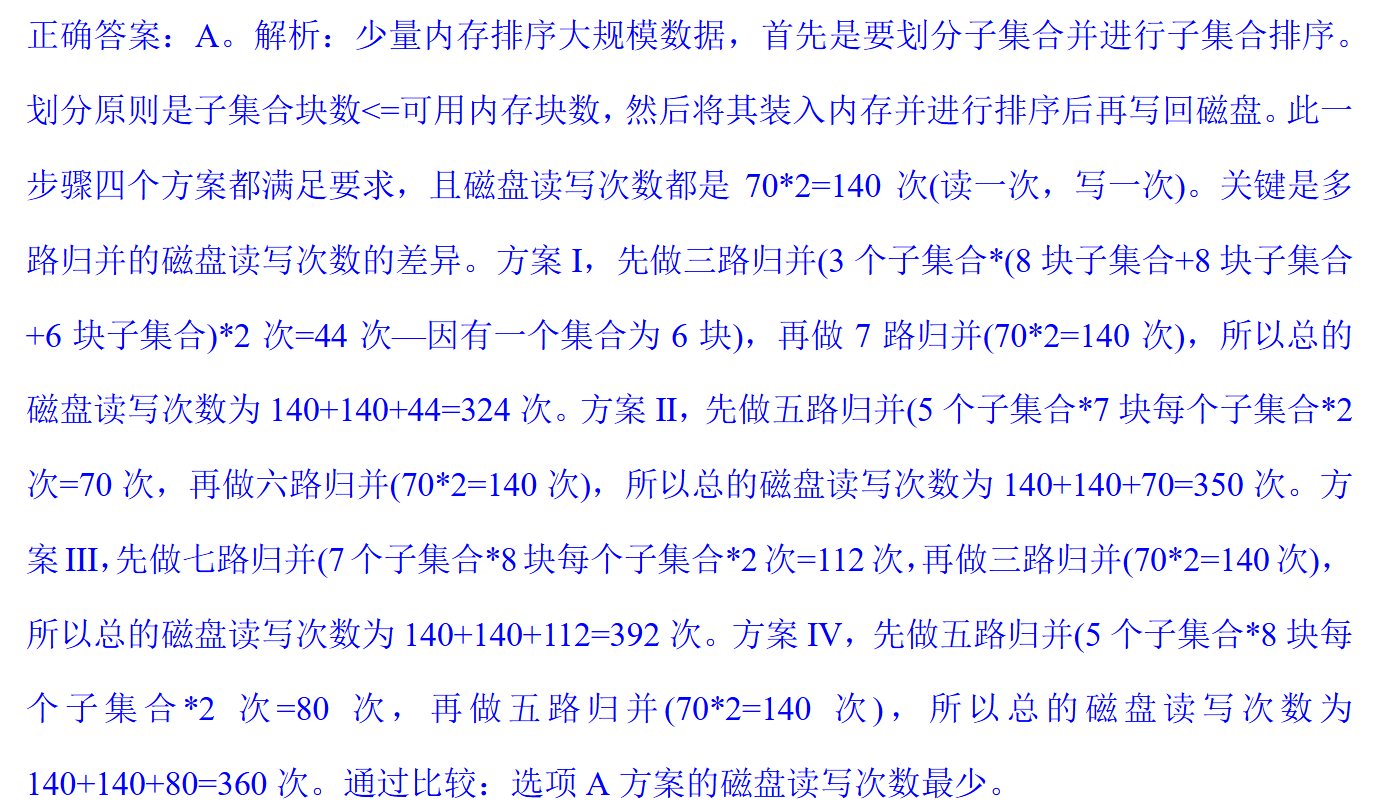 正确答案：A。解析：少量内存排序大规模数据，首先是要划分子集合并进行子集合排序。
划分原则是子集合块数<=可用内存块数，然后将其装入内存并进行排序后再写回磁盘。此一
步骤四个方案都满足要求，且磁盘读写次数都是 70*2=140 次(读一次，写一次)。关键是多
路归并的磁盘读写次数的差异。方案 I，先做三路归并(3 个子集合*(8 块子集合+8 块子集合
+6 块子集合)*2 次=44 次—因有一个集合为 6 块)，再做 7 路归并(70*2=140 次)，所以总的
磁盘读写次数为 140+140+44=324 次。方案 II，先做五路归并(5 个子集合*7 块每个子集合*2
次=70 次，再做六路归并(70*2=140 次)，所以总的磁盘读写次数为 140+140+70=350 次。方
案 III，先做七路归并(7 个子集合*8 块每个子集合*2 次=112 次，再做三路归并(70*2=140 次)，
所以总的磁盘读写次数为 140+140+112=392 次。方案 IV，先做五路归并(5 个子集合*8 块每
个子集合*2 次=80 次，再做五路归并(70*2=140 次)，所以总的磁盘读写次数为
140+140+80=360 次。通过比较：选项 A 方案的磁盘读写次数最少。